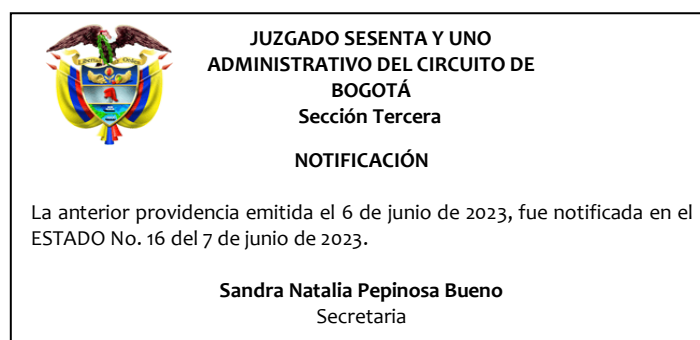 JUZGADO SESENTA Y UNO
ADMINISTRATIVO DEL CIRCUITO DE
BOGOTÁ
Sección Tercera
NOTIFICACIÓN
La anterior providencia emitida el 6 de junio de 2023, fue notificada en el
ESTADO No. 16 del 7 de junio de 2023.
Sandra Natalia Pepinosa Bueno
Secretaria